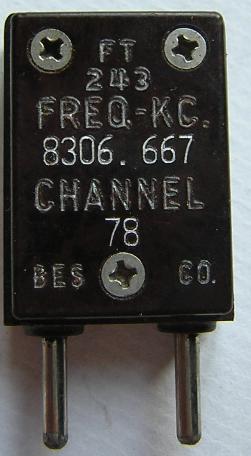 FT
243
FREQ-KC.
8306.667
CHANNEL
78
BES CO.